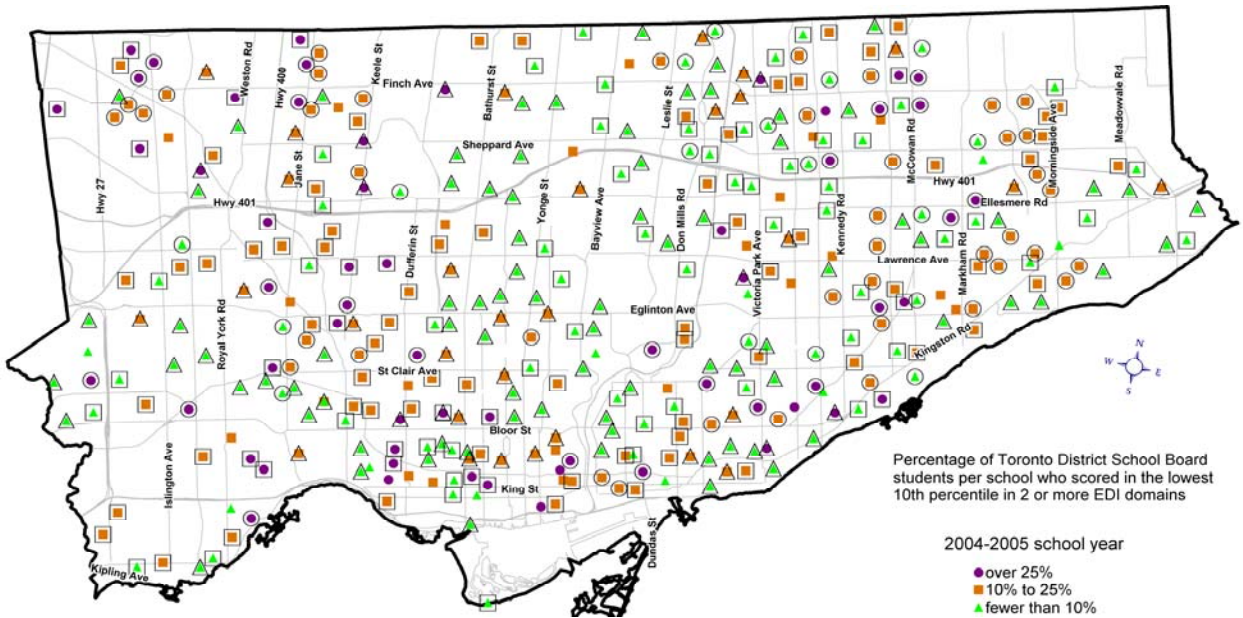 Hwy 27
Weston Rd
Hwy 400
Jane St
Keele St
Finch Ave
Bathurst St
Leslie St
Sheppard Ave
Hwy 401
Dufferin St
Yonge St
Bayview Ave
Don Mills Rd
Victoria Park Ave
Kennedy Rd
McCowan Rd
Hwy 401
Morningside Ave
Meadowvale Rd
Ellesmere Rd
Lawrence Ave
Markham Rd
Royal York Rd
Eglinton Ave
Kingston Rd
St Clair Ave
N
W
E
S
Bloor St
Islington Ave
King St
Dundas St
Kipling Ave
Percentage of Toronto District School Board
students per school who scored in the lowest
10th percentile in 2 or more EDI domains
2004-2005 school year
over 25%
10% to 25%
fewer than 10%